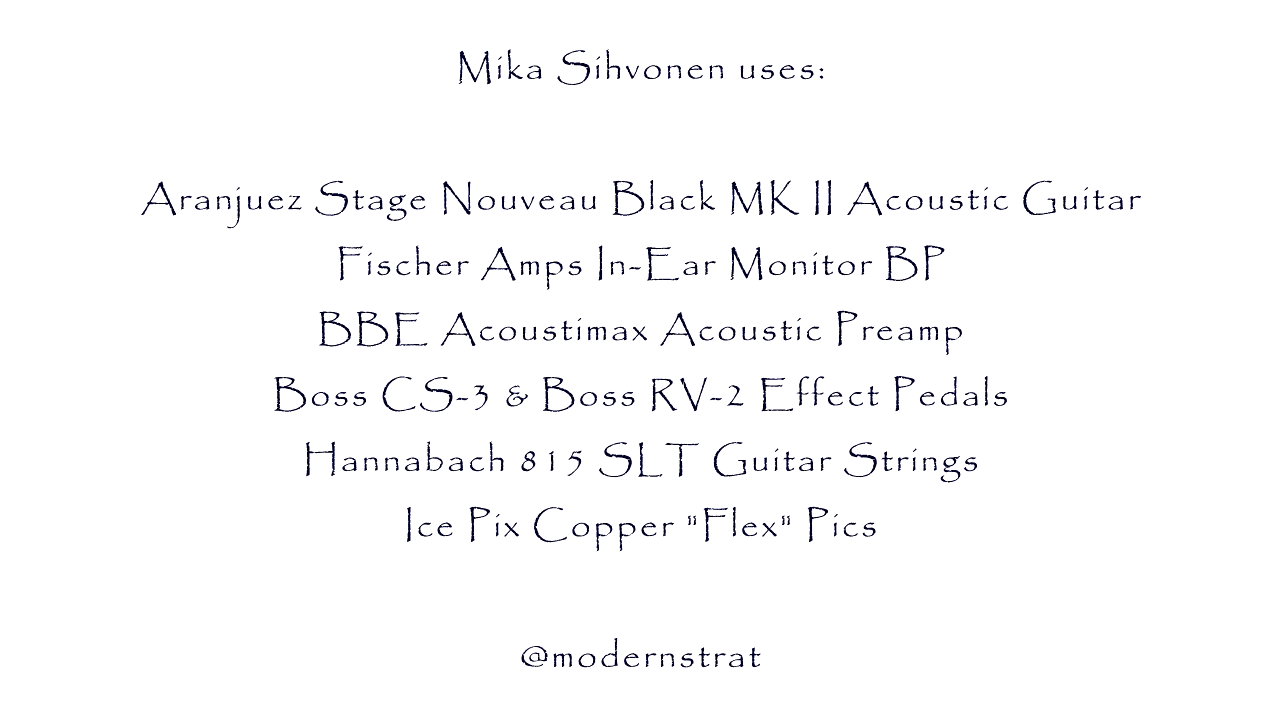 Mika Sihvonen uses:
Aranjuez Stage Nouveau Black MK II Acoustic Guitar
Fischer Amps In-Ear Monitor BP
BBE Acoustimax Acoustic Preamp
Boss CS-3 & Boss RV-2 Effect Pedals
Hannabach 815 SLT Guitar Strings
Ice Pix Copper "Flex" Pics
@modernstrat